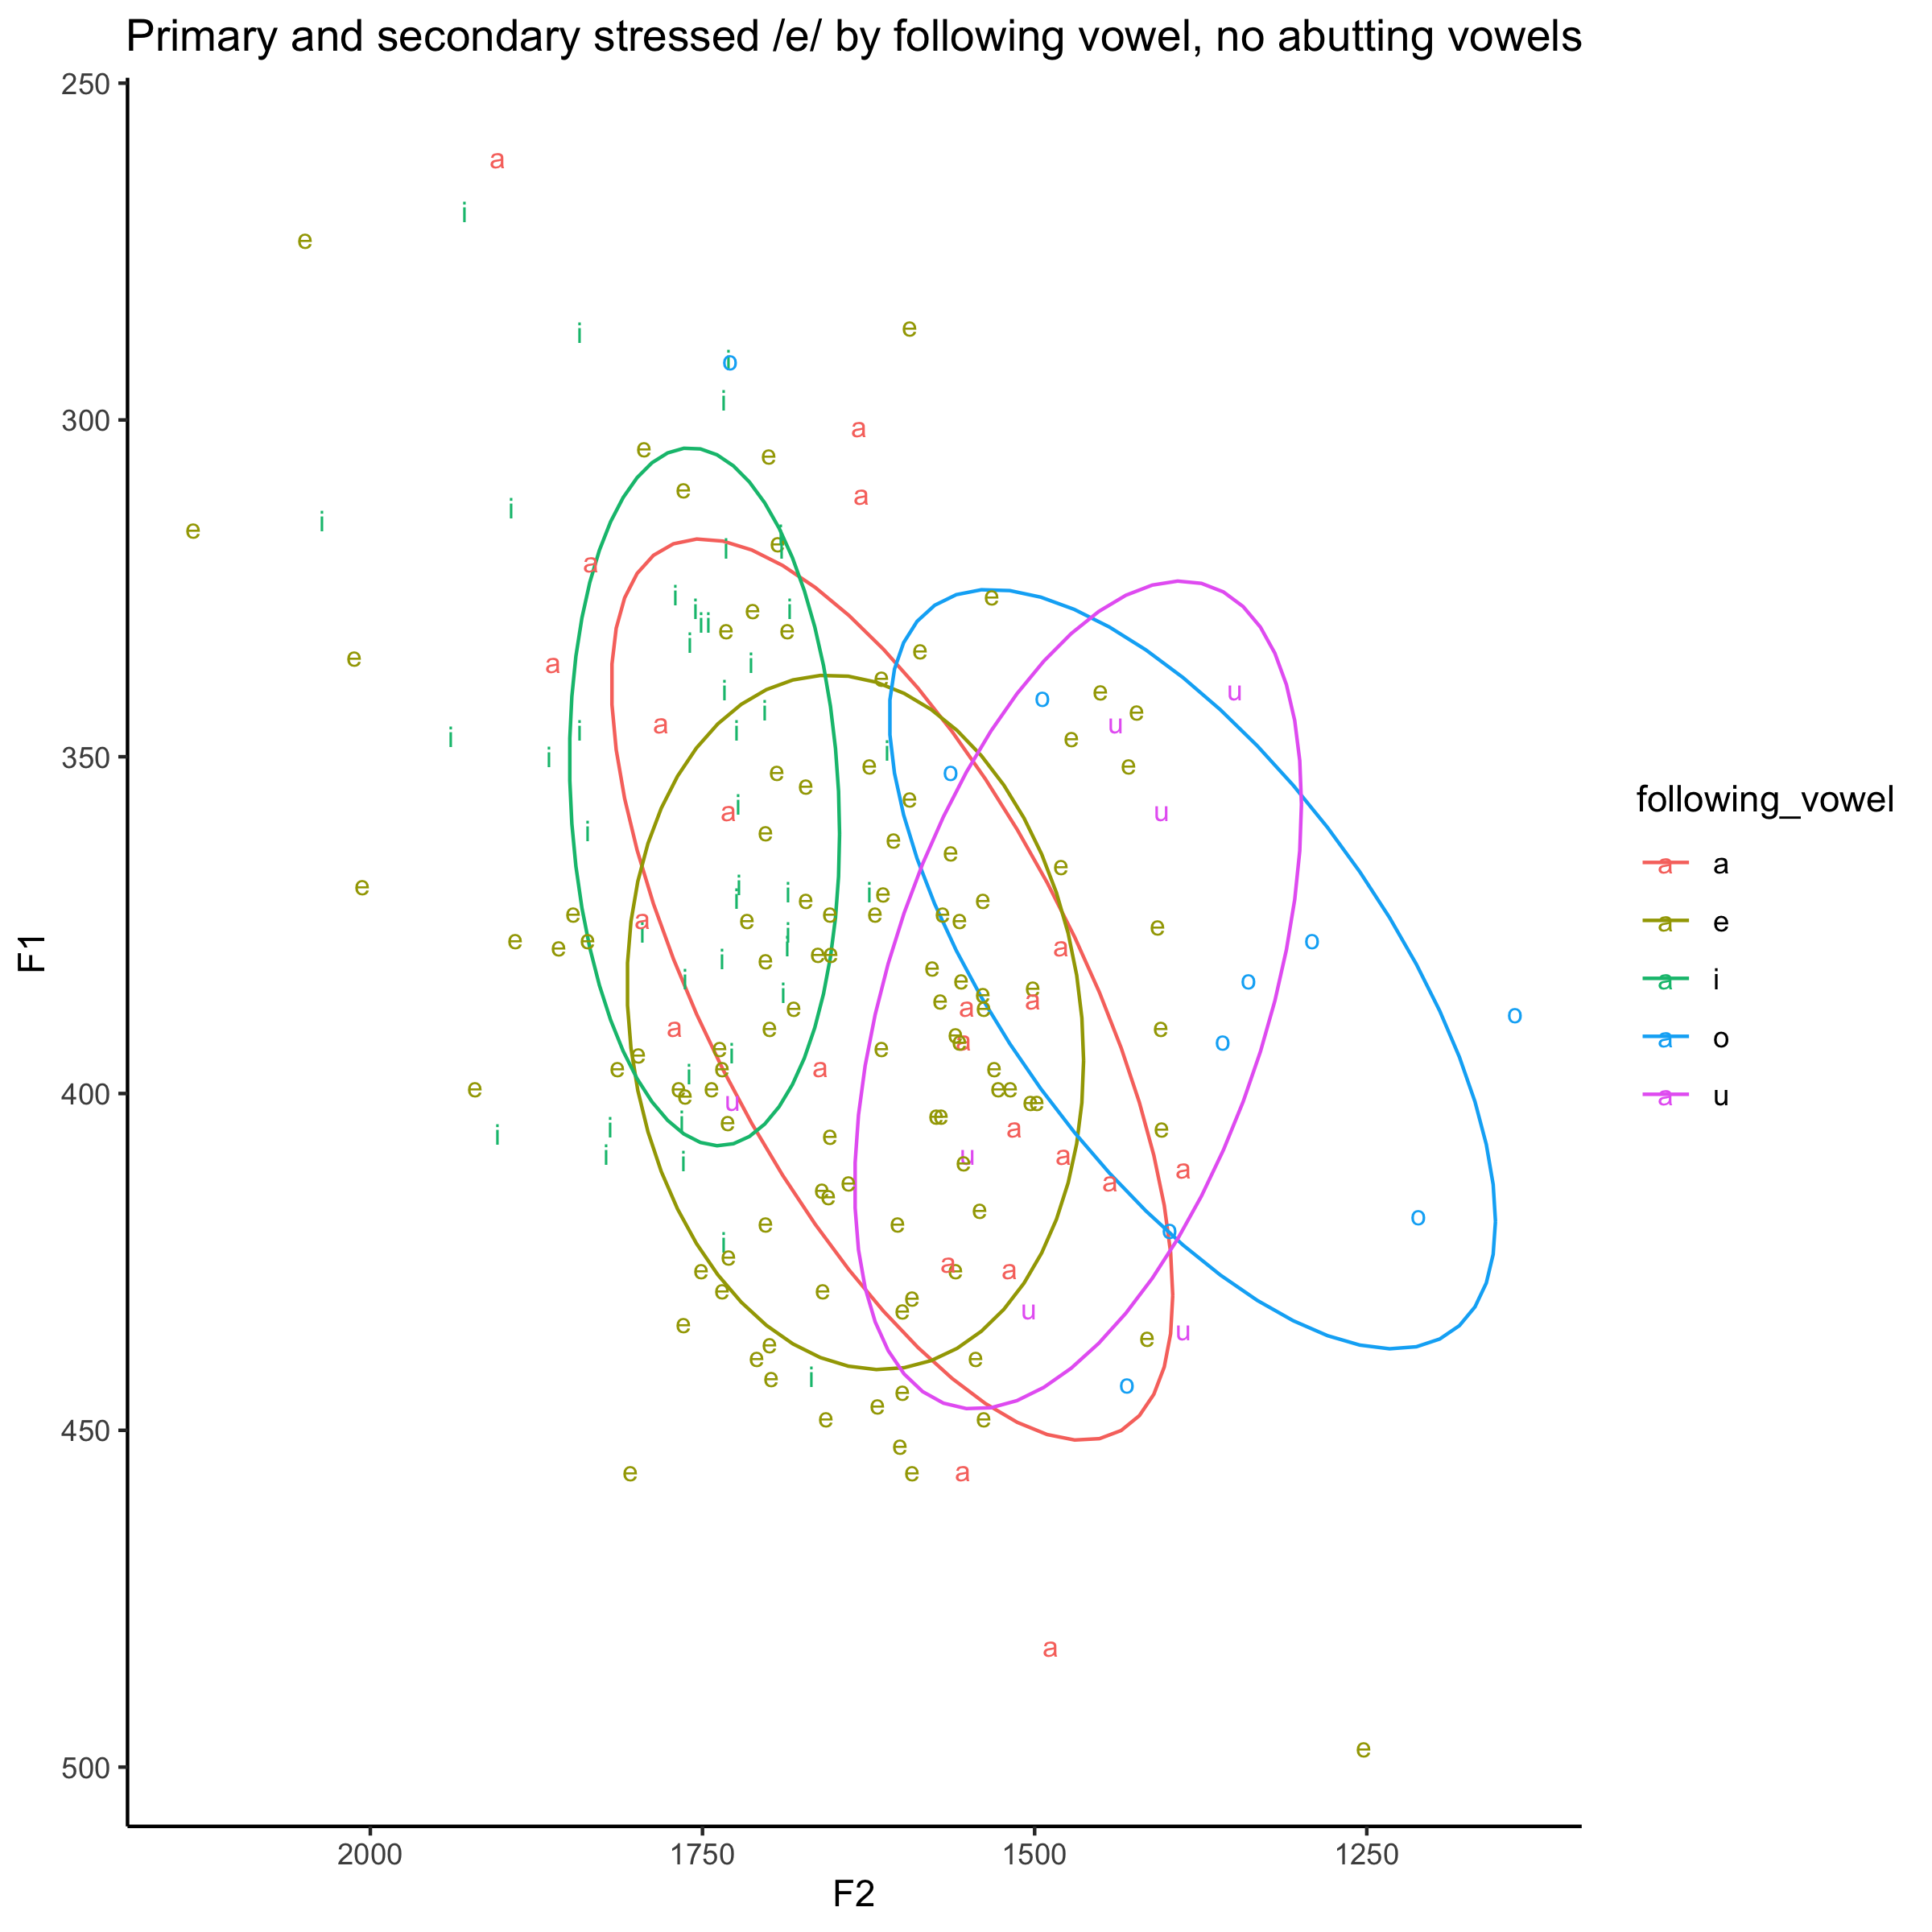 Primary and secondary stressed /e/ by following vowel, no abutting vowels
250
300
350
400
450
500
F1
2000
1750
1500
1250
F2
following_vowel
a a
a e
a i
a o
a u